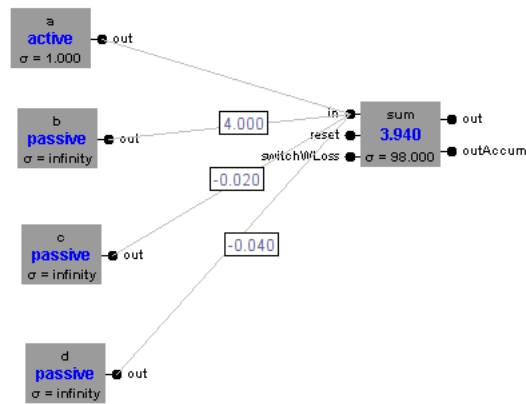 a
active
out
σ = 1.000
b
passive
out
σ = infinity
4.000
in
sum
out
reset
3.940
switchWLoss
σ = 98.000
outAccum
-0.020
-0.040
c
passive
out
σ = infinity
d
passive
out
σ = infinity